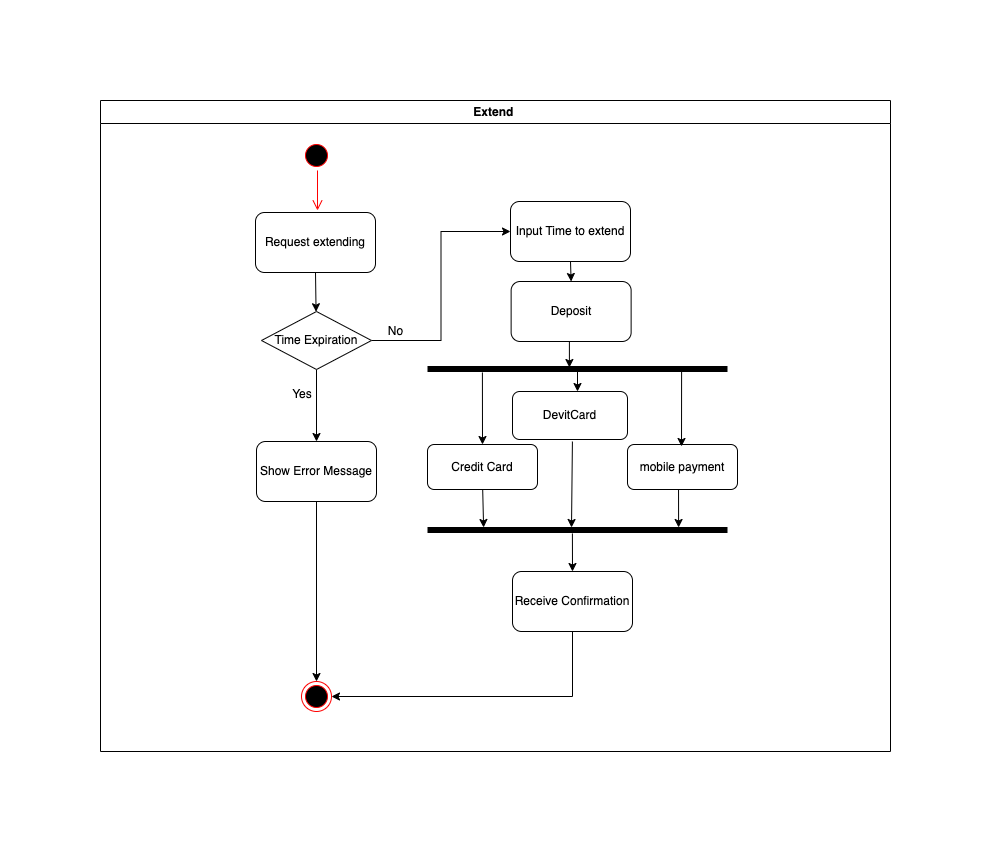 Extend
Request extending
Time Expiration
No
Yes
Show Error Message
Input Time to extend
Deposit
DevitCard
Credit Card
mobile payment
Receive Confirmation